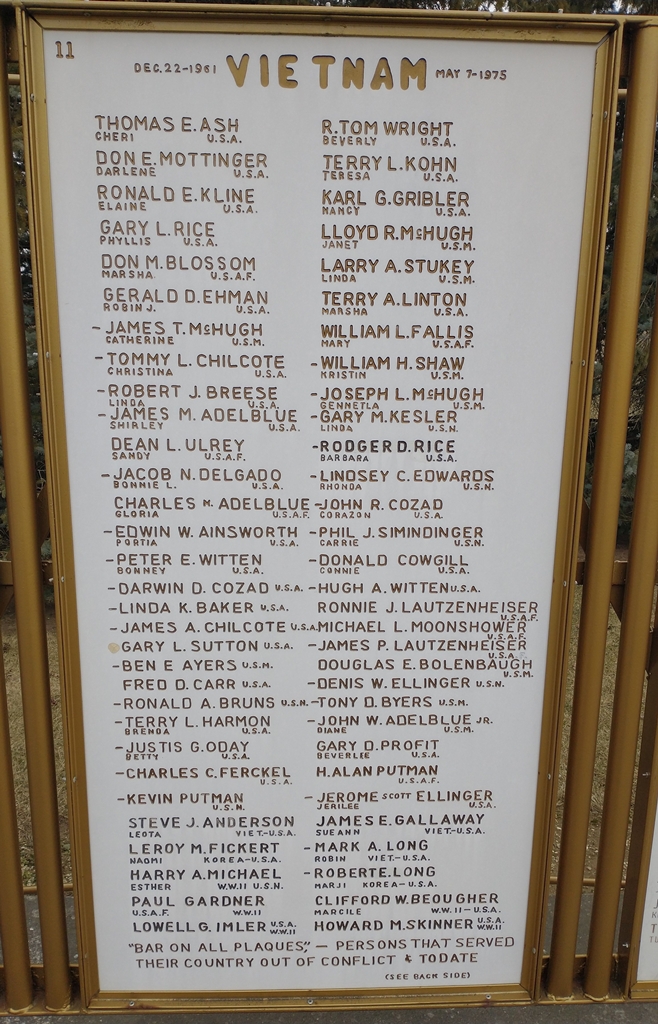 11
DEC. 22-1961 VIETNAM MAY 7-1975
THOMAS E. ASH
CHERI U.S.A.
DON E. MOTTINGER
DARLENE U.S.A.
RONALD E. KLINE
ELAINE U.S.A.
GARY L. RICE
PHYLLIS U.S.A.
DON M. BLOSSOM
MARSHA U.S.A.F.
GERALD D. EHMAN
ROBIN J. U.S.A.
-JAMES T. McHUGH
CATHERINE U.S.M.
-TOMMY L. CHILCOTE
CHRISTINA U.S.A.
-ROBERT J. BREESE
LINDA U.S.A.
-JAMES M. ADELBLUE
SHIRLEY U.S.A.
DEAN L. ULREY
SANDY U.S.A.F.
-JACOB N. DELGADO
BONNIE L. U.S.A.
CHARLES M. ADELBLUE
GLORIA U.S.A.F.
-EDWIN W. AINSWORTH
PORTIA U.S.A.
-PETER E. WITTEN
BONNEY U.S.A.
-DARWIN D. COZAD U.S.A.
-LINDA K. BAKER U.S.A.
-JAMES A. CHILCOTE U.S.A.
GARY L. SUTTON U.S.A.
-BEN E AYERS U.S.M.
FRED D. CARR U.S.A.
-RONALD A. BRUNS U.S.N.
-TERRY L. HARMON
BRENDA U.S.A.
-JUSTIS G. ODAY
BETTY U.S.A.
-CHARLES C. FERCKEL
U.S.A.
-KEVIN PUTMAN
U.S.N.
STEVE J. ANDERSON
LEOTA VIET.-U.S.A.
LEROY M. FICKERT
NAOMI KOREA-U.S.A.
HARRY A. MICHAEL
ESTHER W.W.II U.S.N.
PAUL GARDNER
U.S.A.F. W.W.II
LOWELL G. IMLER U.S.A.
W.W.II
R. TOM WRIGHT
BEVERLY U.S.A.
TERRY L. KOHN
TERESA U.S.A.
KARL G. GRIBLER
NANCY U.S.A.
LLOYD R. McHUGH
JANET U.S.M.
LARRY A. STUKEY
LINDA U.S.M.
TERRY A. LINTON
MARSHA U.S.A.
WILLIAM L. FALLIS
MARY U.S.A.F.
-WILLIAM H. SHAW
KRISTIN U.S.M.
-JOSEPH L. McHUGH
GENNETLA U.S.M.
-GARY M. KESLER
LINDA U.S.N.
-RODGER D. RICE
BARBARA U.S.A.
-LINDSEY C. EDWARDS
RHONDA U.S.N.
-JOHN R. COZAD
CORAZON U.S.A.
-PHIL J. SIMINDINGER
CARRIE U.S.N.
-DONALD COWGILL
CONNIE U.S.A.
-HUGH A. WITTEN U.S.A.
RONNIE J. LAUTZENHEISER
U.S.A.F.
MICHAEL L. MOONSHOWER
U.S.A.F.
-JAMES P. LAUTZENHEISER
U.S.A.F.
DOUGLAS E. BOLENBAUGH
U.S.M.
-DENIS W. ELLINGER U.S.N.
-TONY D. BYERS U.S.M.
-JOHN W. ADELBLUE JR.
DIANE U.S.M.
GARY D. PROFIT
BEVERLEE U.S.A.
H. ALAN PUTMAN
U.S.A.F.
-JEROME SCOTT ELLINGER
JERILEE U.S.A.
JAMES E. GALLAWAY
SUEANN VIET.-U.S.A.
-MARK A. LONG
ROBIN VIET.-U.S.A.
-ROBERT E. LONG
MARJI KOREA-U.S.A.
CLIFFORD W. BEOUGHER
MARCILE W.W.II-U.S.A.
HOWARD M. SKINNER U.S.A.
W.W.II
"BAR ON ALL PLAQUES," - PERSONS THAT SERVED
THEIR COUNTRY OUT OF CONFLICT & TODATE
(SEE BACK SIDE)